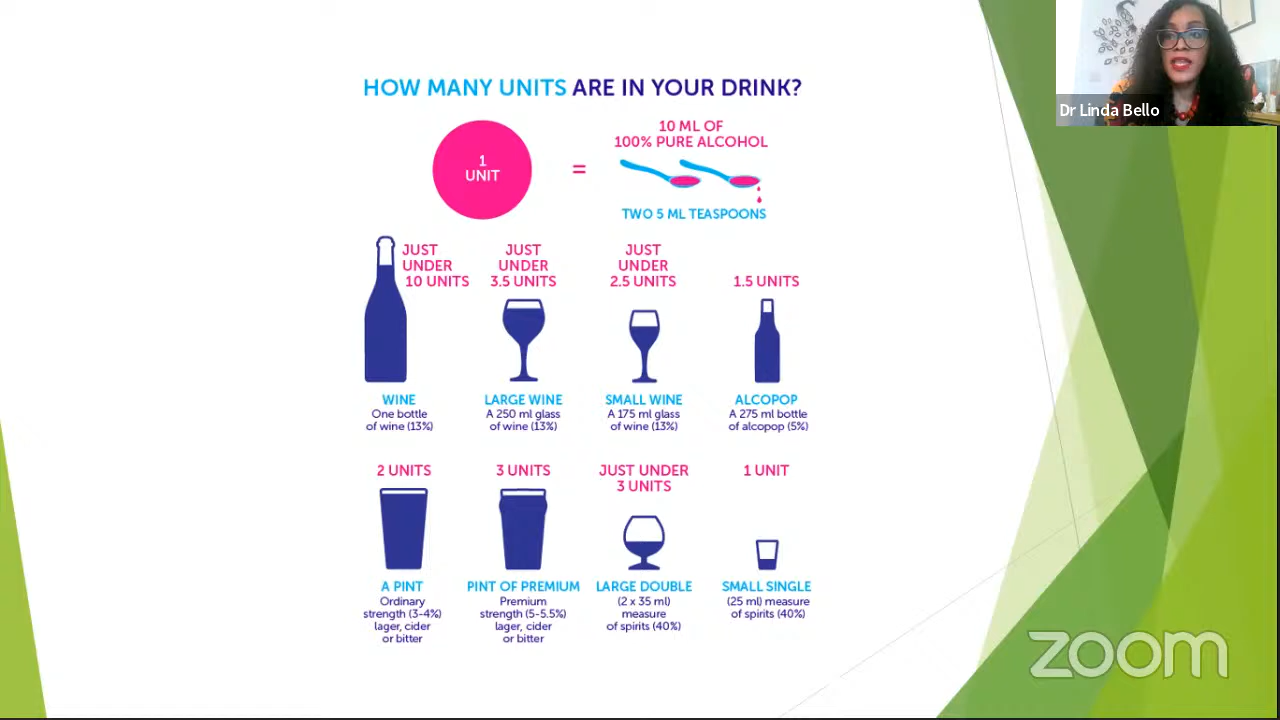 HOW MANY UNITS ARE IN YOUR DRINK?
1
UNIT
=
10 ML OF
100% PURE ALCOHOL
TWO 5 ML TEASPOONS
JUST
UNDER
10 UNITS
WINE
One bottle
of wine (13%)
JUST
UNDER
3.5 UNITS
LARGE WINE
A 250 ml glass
of wine (13%)
JUST
UNDER
2.5 UNITS
SMALL WINE
A 175 ml glass
of wine (13%)
1.5 UNITS
ALCOPOP
A 275 ml bottle
of alcopop (5%)
2 UNITS
A PINT
Ordinary
strength (3-4%)
lager, cider
or bitter
3 UNITS
PINT OF PREMIUM
Premium
strength (5-5.5%)
lager, cider
or bitter
JUST UNDER
3 UNITS
LARGE DOUBLE
(2 x 35 ml)
measure
of spirits (40%)
1 UNIT
SMALL SINGLE
(25 ml) measure
of spirits (40%)
Dr Linda Bello
zoom